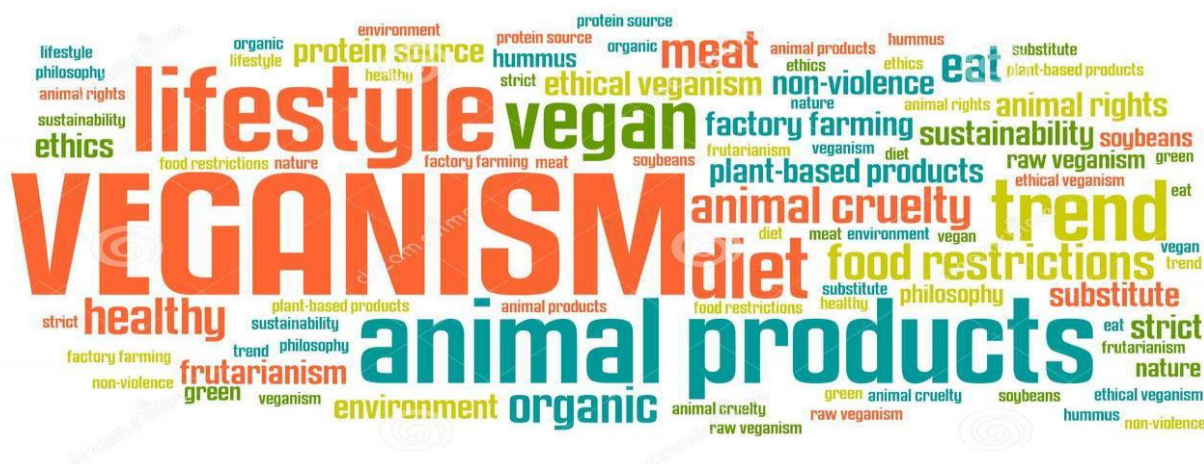 protein source
environment
lifestyle organic protein source protein source hummus organic meat animal products hummus eat substitute
philosophy lifestyle healthy strict ethical veganism non-violence ethics ethics plant-based products
animal rights lifestyle vegan nature animal rights animal rights
sustainability factory farming sustainability soybeans
ethics food restrictions nature factory farming meat soybeans frutarianism veganism diet raw veganism green
VEGANISM plant-based products ethical veganism
animal cruelty trend eat
diet meat environment vegan vegan
diet food restrictions trend
substitute philosophy substitute
strict healthy plant-based products animal products food restrictions healthy
sustainability animal products eat strict
factory farming trend philosophy frutarianism
non-violence frutarianism nature
green veganism environment organic animal cruelty green animal cruelty soybeans ethical veganism
raw veganism raw veganism hummus non-violence